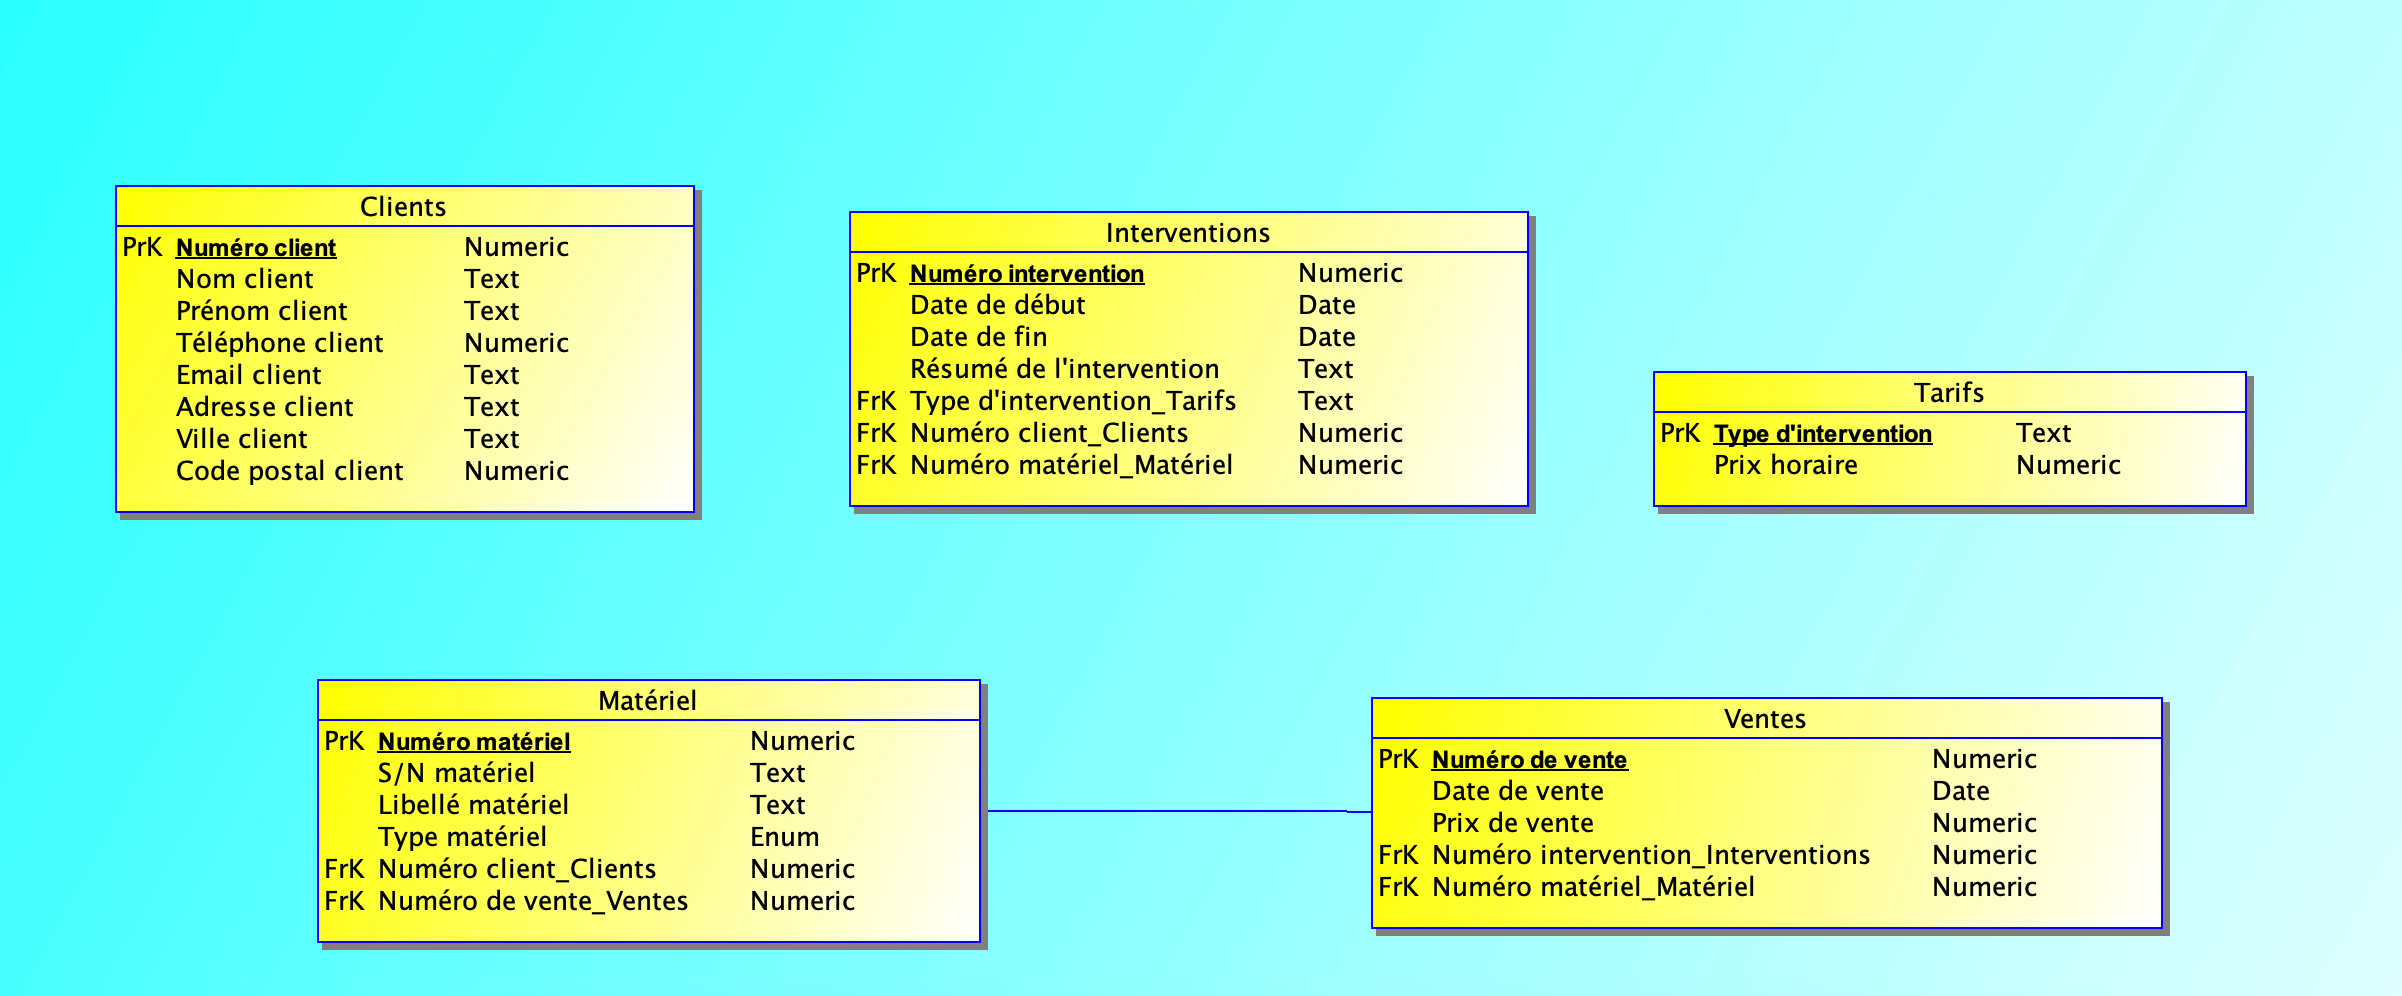 Clients
PrK Numéro client Numeric
Nom client Text
Prénom client Text
Téléphone client Numeric
Email client Text
Adresse client Text
Ville client Text
Code postal client Numeric
Interventions
PrK Numéro intervention Numeric
Date de début Date
Date de fin Date
Résumé de l'intervention Text
FrK Type d'intervention_Tarifs Text
FrK Numéro client_Clients Numeric
FrK Numéro matériel_Matériel Numeric
Tarifs
PrK Type d'intervention Text
Prix horaire Numeric
Matériel
PrK Numéro matériel Numeric
S/N matériel Text
Libellé matériel Text
Type matériel Enum
FrK Numéro client_Clients Numeric
FrK Numéro de vente_Ventes Numeric
Ventes
PrK Numéro de vente Numeric
Date de vente Date
Prix de vente Numeric
FrK Numéro intervention_Interventions Numeric
FrK Numéro matériel_Matériel Numeric